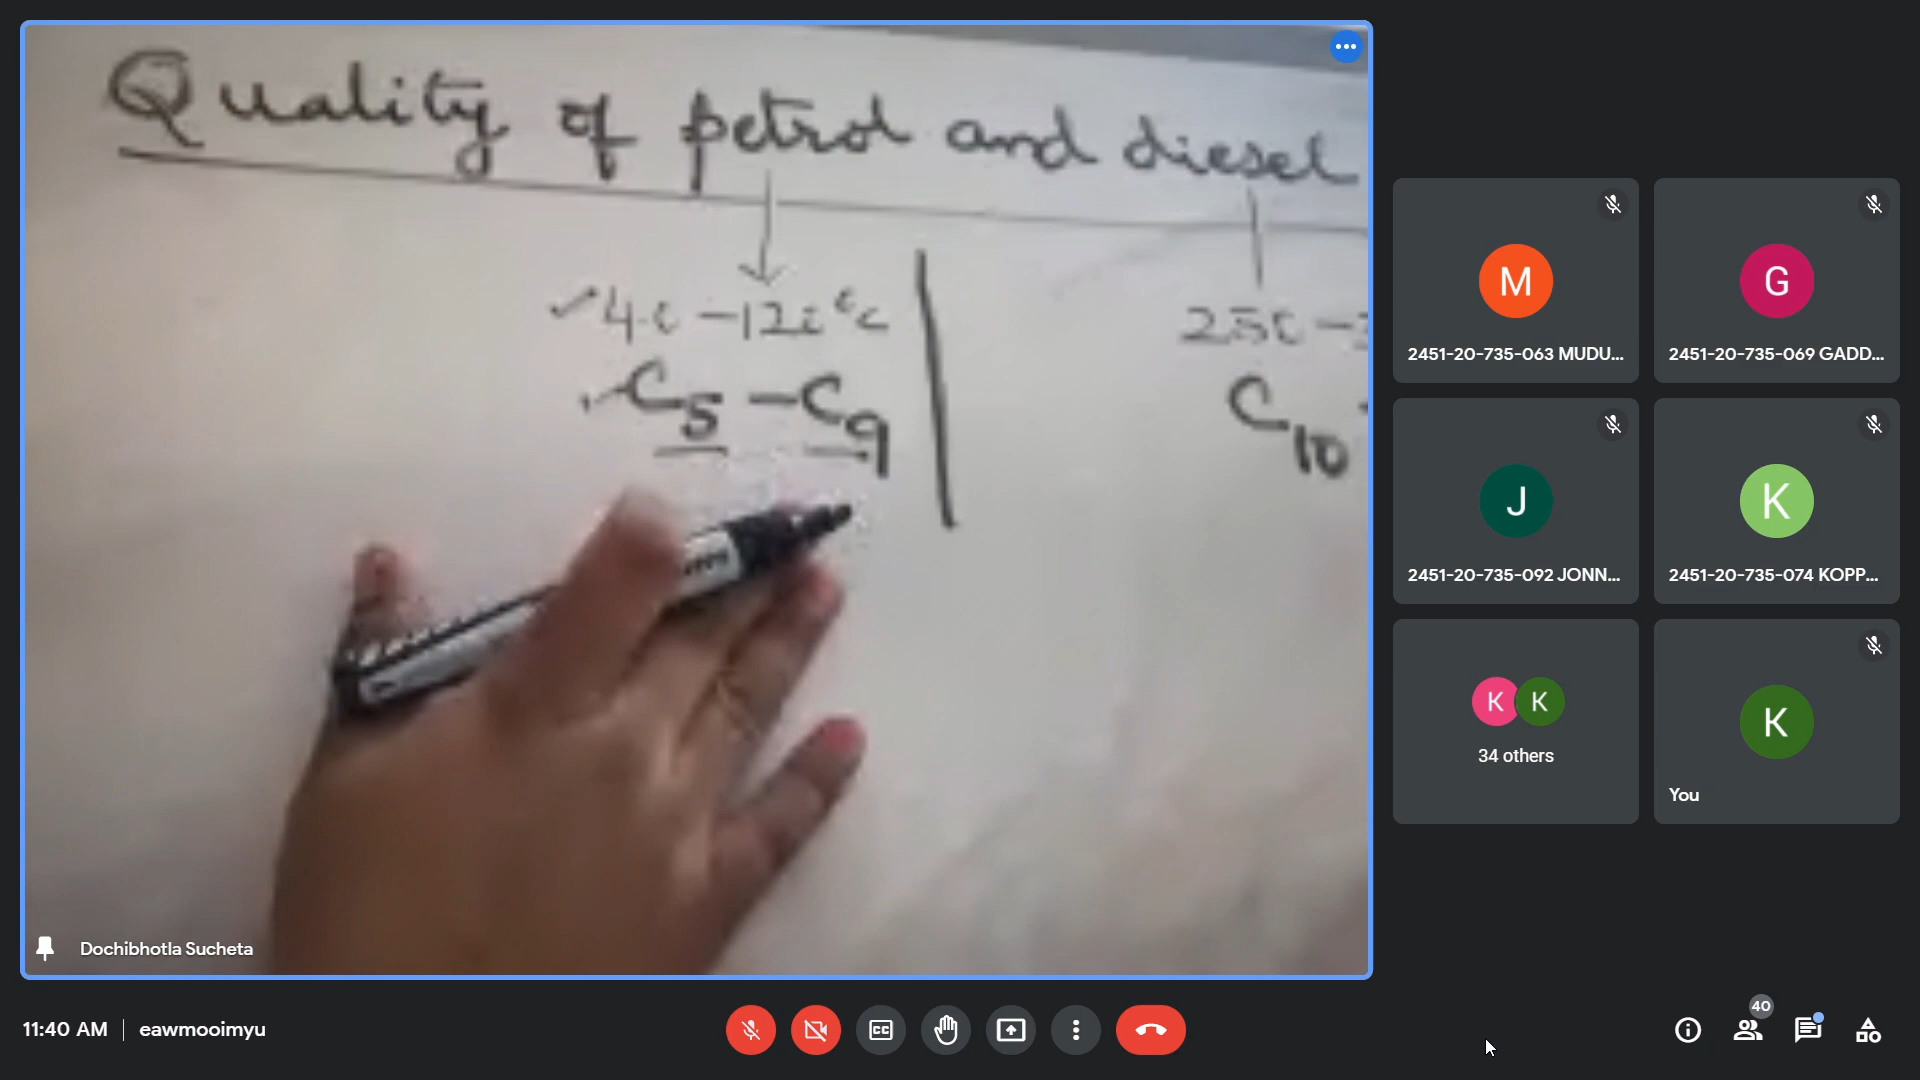 Quality of petrol and diesel
40 - 120°C
C5 - C9
C10
2451-20-735-063 MUDU...
2451-20-735-069 GADD...
2451-20-735-092 JONN...
2451-20-735-074 KOPP...
34 others
You
M
G
J
K
K K
K
Dochibhotla Sucheta
11:40 AM | eawmooimyu
CC
40